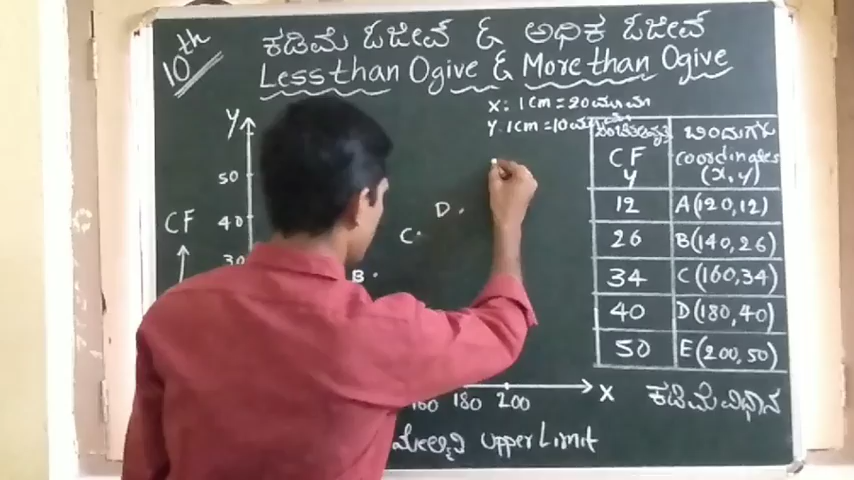 10th
ಕಡಿಮೆ ಓಜೀವ್ & ಅಧಿಕ ಓಜೀವ್
Less than Ogive & More than Ogive
X: 1cm = 20 ಮೂಮಾ
Y: 1cm = 10
Y
50
40
30
CF
B
C
D
CF ಬಿಂದುಗಳು
y coordinates (x,y)
12 A(120,12)
26 B(140,26)
34 C(160,34)
40 D(180,40)
50 E(200,50)
160 180 200 X
ಕಡಿಮೆ ವಿಧಾನ
Upper Limit